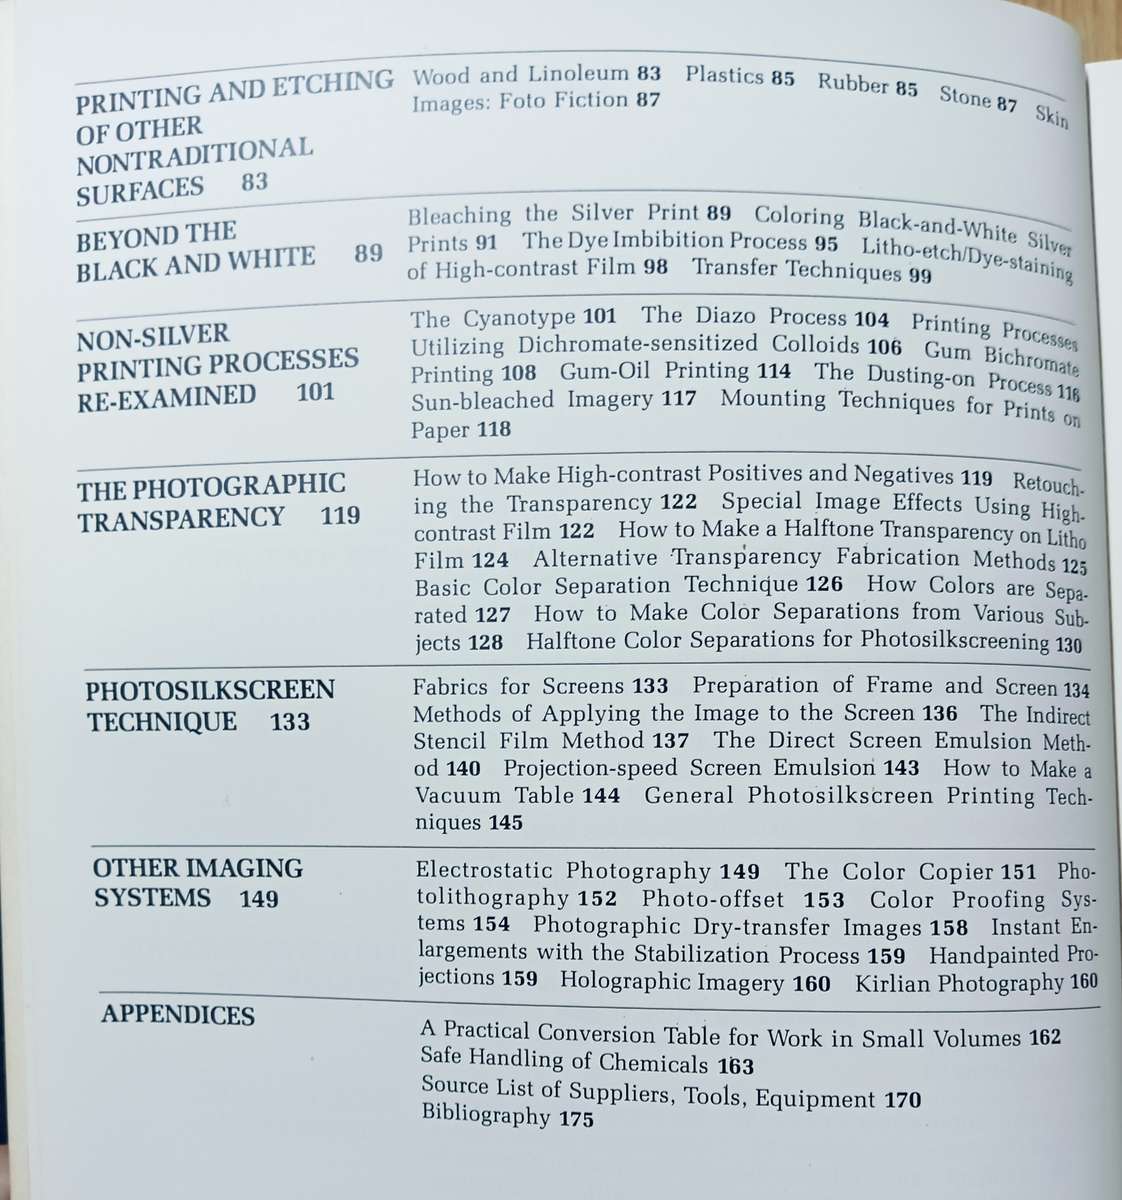 PRINTING AND ETCHING
OF OTHER
NONTRADITIONAL
SURFACES 83
Wood and Linoleum 83 Plastics 85 Rubber 85 Stone 87 Skin
Images: Foto Fiction 87
BEYOND THE
BLACK AND WHITE 89
Bleaching the Silver Print 89 Coloring Black-and-White Silver
Prints 91 The Dye Imbibition Process 95 Litho-etch/Dye-staining
of High-contrast Film 98 Transfer Techniques 99
NON-SILVER
PRINTING PROCESSES
RE-EXAMINED 101
The Cyanotype 101 The Diazo Process 104 Printing Processes
Utilizing Dichromate-sensitized Colloids 106 Gum Bichromate
Printing 108 Gum-Oil Printing 114 The Dusting-on Process 116
Sun-bleached Imagery 117 Mounting Techniques for Prints on
Paper 118
THE PHOTOGRAPHIC
TRANSPARENCY 119
How to Make High-contrast Positives and Negatives 119 Retouch-
ing the Transparency 122 Special Image Effects Using High-
contrast Film 122 How to Make a Halftone Transparency on Litho
Film 124 Alternative Transparency Fabrication Methods 125
Basic Color Separation Technique 126 How Colors are Sepa-
rated 127 How to Make Color Separations from Various Sub-
jects 128 Halftone Color Separations for Photosilkscreening 130
PHOTOSILKSCREEN
TECHNIQUE 133
Fabrics for Screens 133 Preparation of Frame and Screen 134
Methods of Applying the Image to the Screen 136 The Indirect
Stencil Film Method 137 The Direct Screen Emulsion Meth-
od 140 Projection-speed Screen Emulsion 143 How to Make a
Vacuum Table 144 General Photosilkscreen Printing Tech-
niques 145
OTHER IMAGING
SYSTEMS 149
Electrostatic Photography 149 The Color Copier 151 Pho-
tolithography 152 Photo-offset 153 Color Proofing Sys-
tems 154 Photographic Dry-transfer Images 158 Instant En-
largements with the Stabilization Process 159 Handpainted Pro-
jections 159 Holographic Imagery 160 Kirlian Photography 160
APPENDICES
A Practical Conversion Table for Work in Small Volumes 162
Safe Handling of Chemicals 163
Source List of Suppliers, Tools, Equipment 170
Bibliography 175